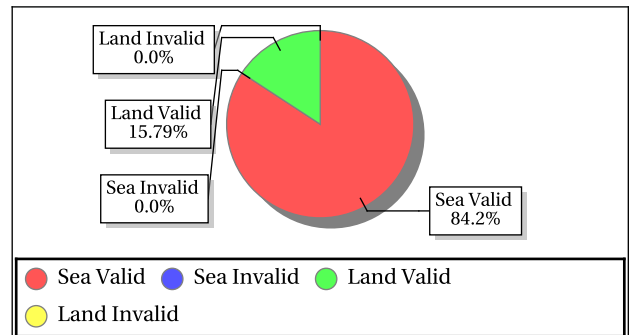 Land Invalid
0.0%
Land Valid
15.79%
Sea Invalid
0.0%
Sea Valid
84.2%
Sea Valid Sea Invalid Land Valid
Land Invalid